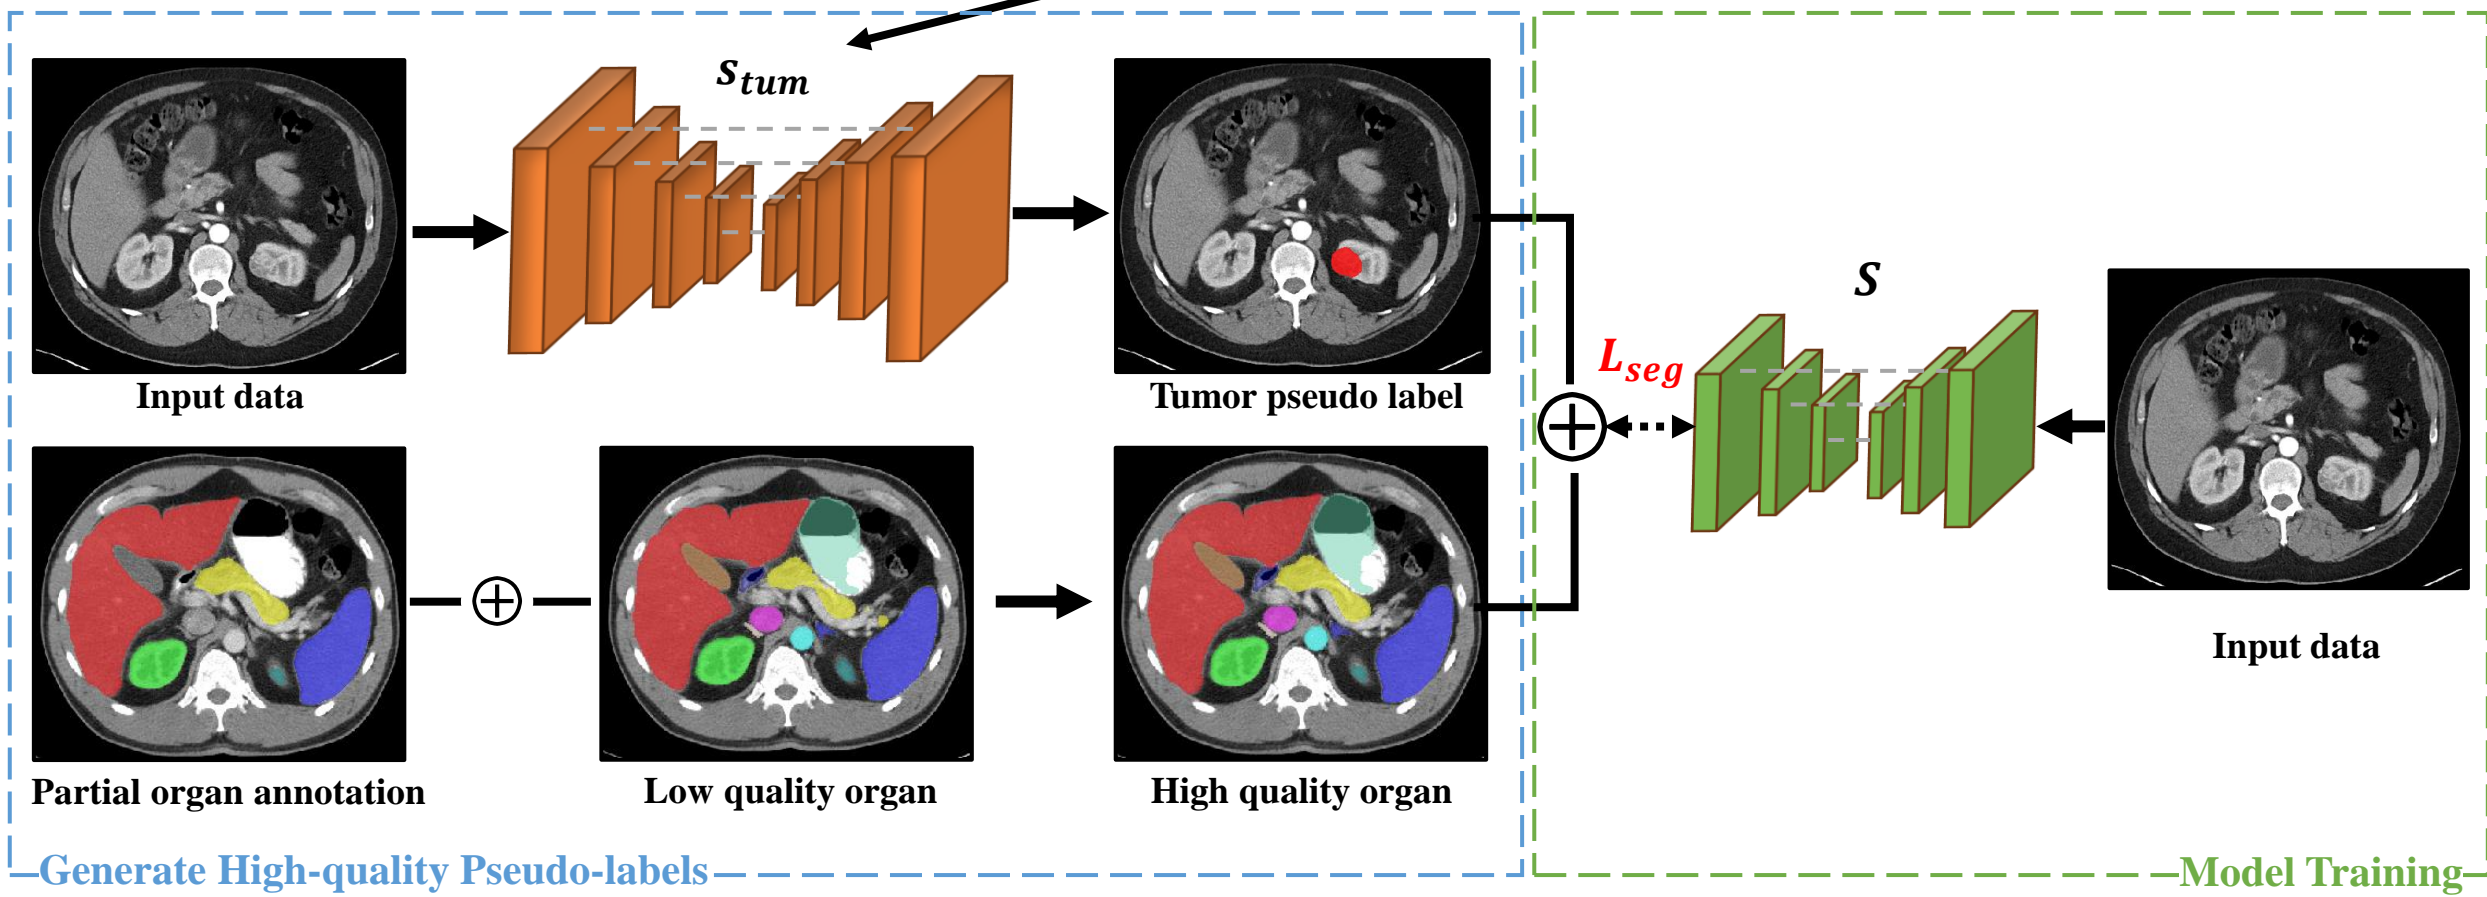 s_tum
Input data
Tumor pseudo label
S
L_seg
Input data
Partial organ annotation
Low quality organ
High quality organ
Generate High-quality Pseudo-labels
Model Training